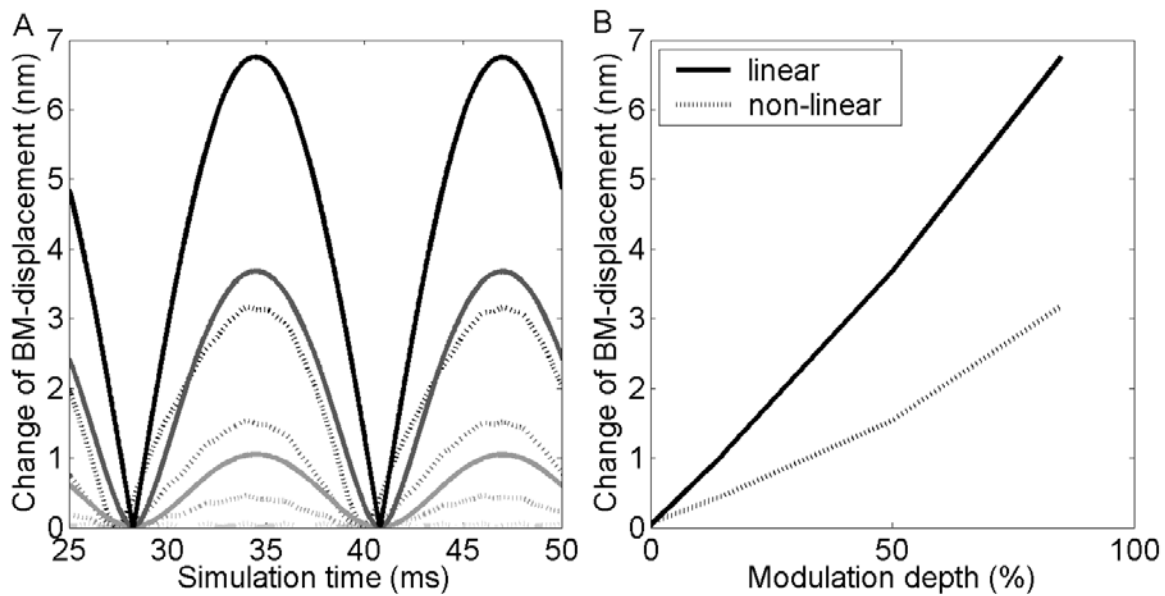 A
Change of BM-displacement (nm)
7
6
5
4
3
2
1
0
25 30 35 40 45 50
Simulation time (ms)
B
Change of BM-displacement (nm)
7
6
5
4
3
2
1
0
linear
non-linear
0 50 100
Modulation depth (%)